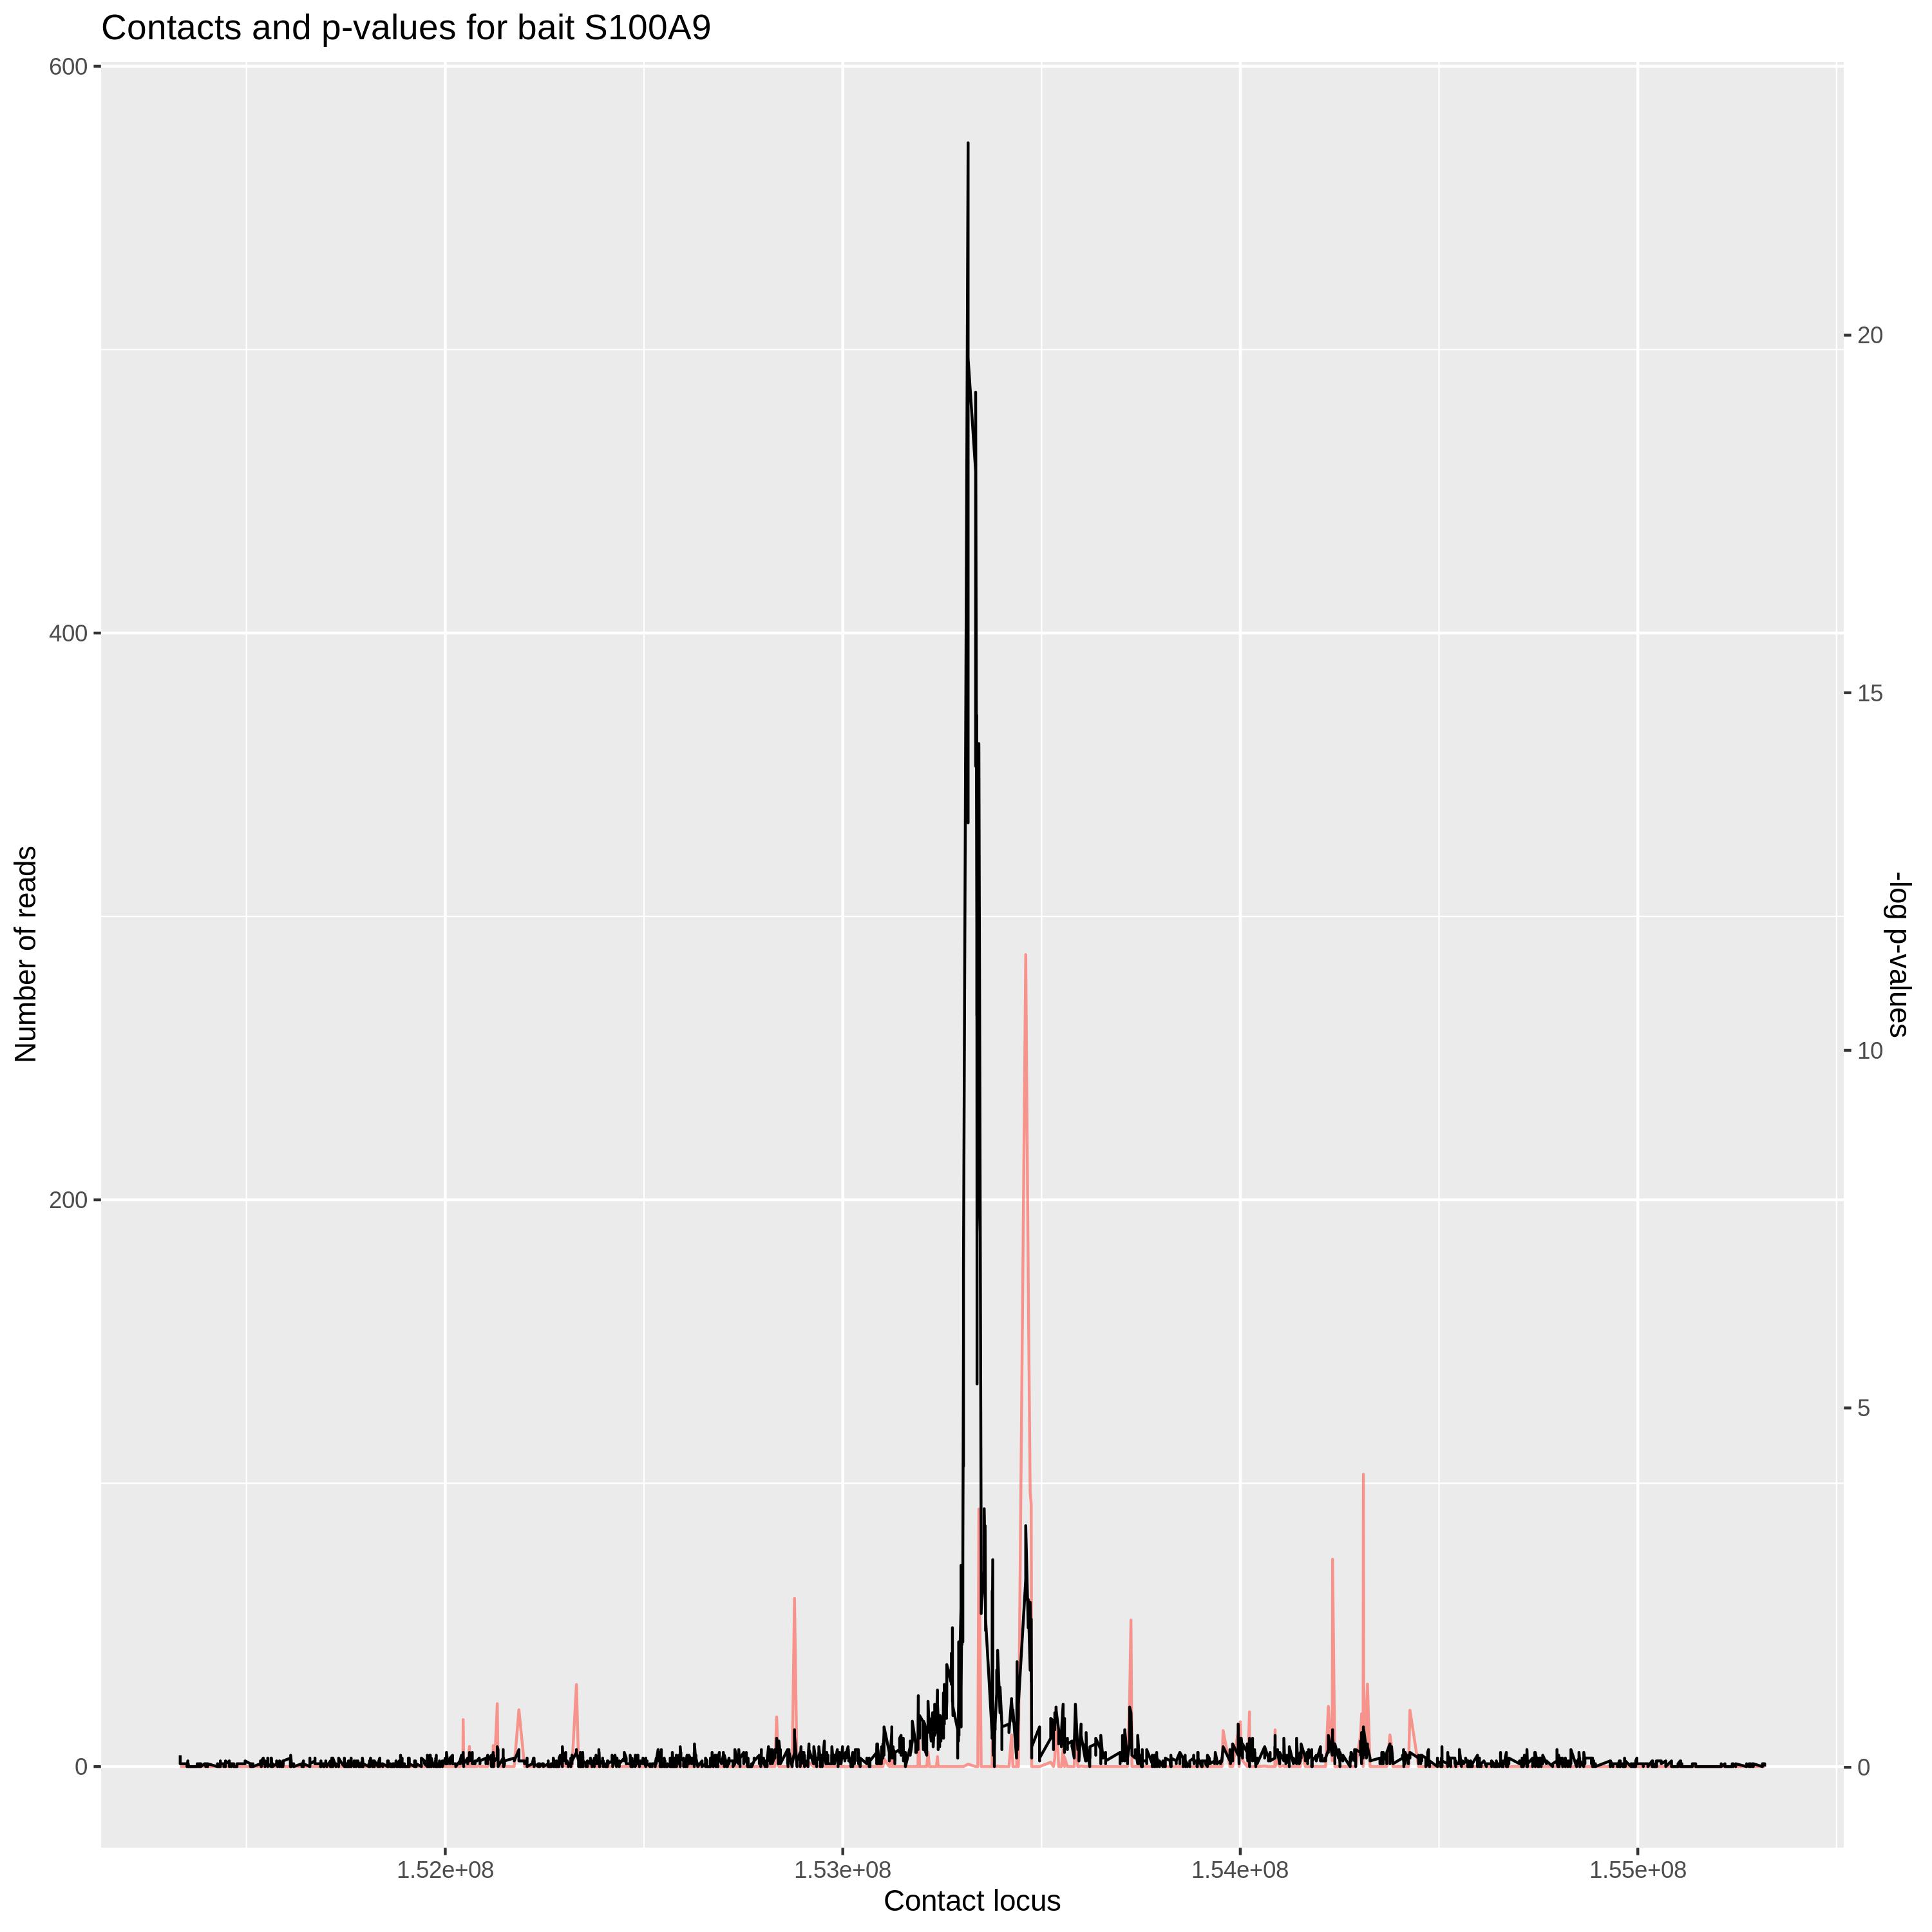 Contacts and p-values for bait S100A9
600
400
200
0
Number of reads
20
15
10
5
0
-log p-values
1.52e+08
1.53e+08
1.54e+08
1.55e+08
Contact locus